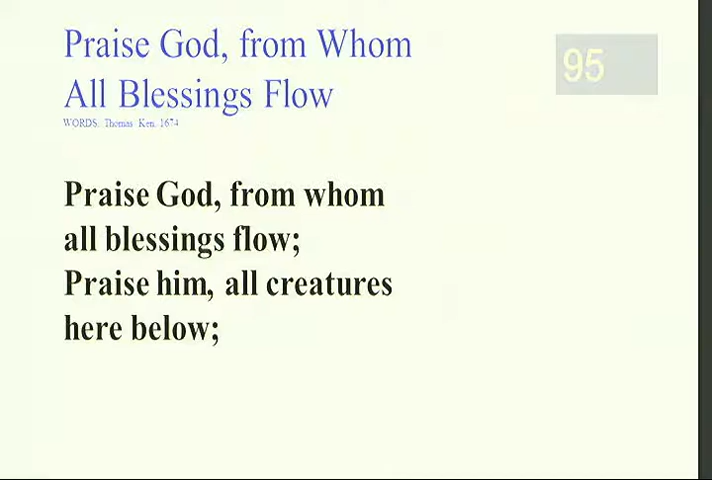 Praise God, from Whom
All Blessings Flow
WORDS: Thomas Ken, 1674
95
Praise God, from whom
all blessings flow;
Praise him, all creatures
here below;